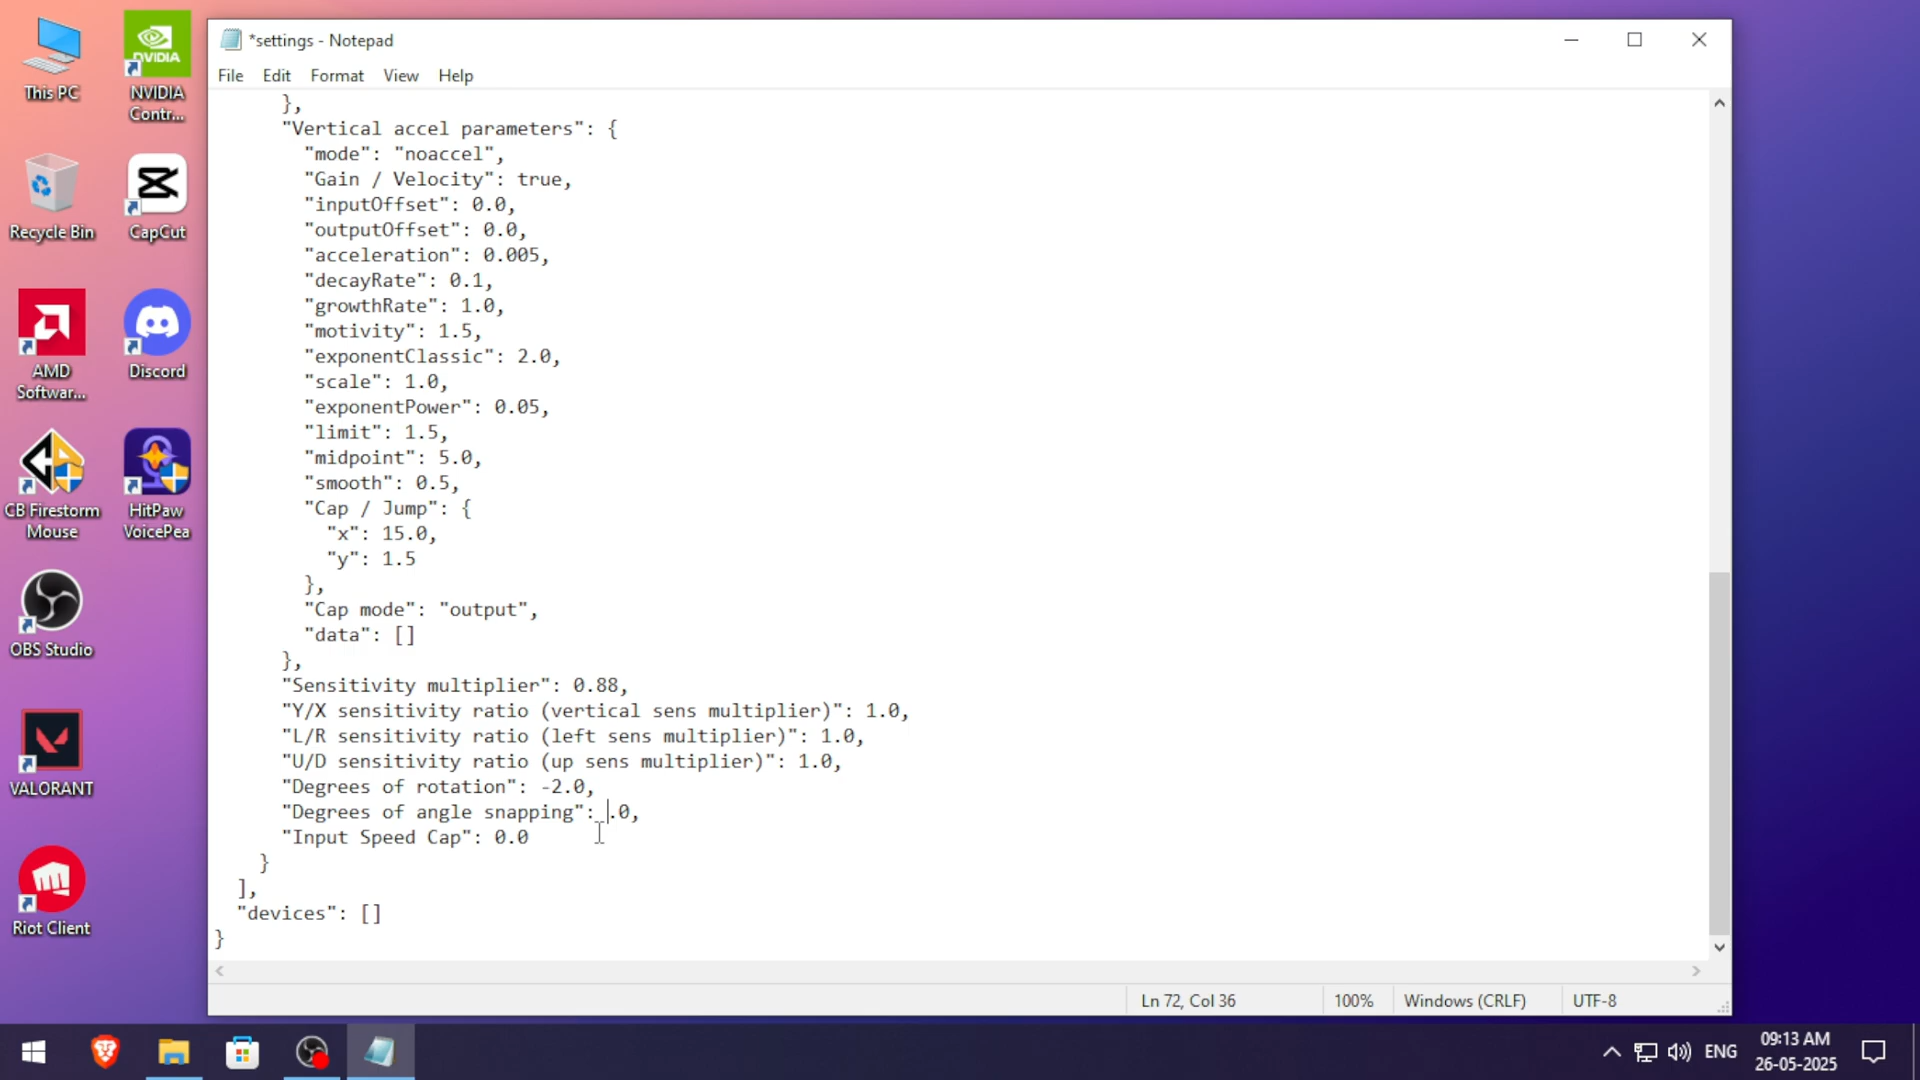 This PC
NVIDIA
NVIDIA
Contr...
Recycle Bin
CapCut
AMD
Softwar...
Discord
CB Firestorm
Mouse
HitPaw
VoicePea
OBS Studio
VALORANT
Riot Client
*settings - Notepad
File Edit Format View Help
},
"Vertical accel parameters": {
"mode": "noaccel",
"Gain / Velocity": true,
"inputOffset": 0.0,
"outputOffset": 0.0,
"acceleration": 0.005,
"decayRate": 0.1,
"growthRate": 1.0,
"motivity": 1.5,
"exponentClassic": 2.0,
"scale": 1.0,
"exponentPower": 0.05,
"limit": 1.5,
"midpoint": 5.0,
"smooth": 0.5,
"Cap / Jump": {
"x": 15.0,
"y": 1.5
},
"Cap mode": "output",
"data": []
},
"Sensitivity multiplier": 0.88,
"Y/X sensitivity ratio (vertical sens multiplier)": 1.0,
"L/R sensitivity ratio (left sens multiplier)": 1.0,
"U/D sensitivity ratio (up sens multiplier)": 1.0,
"Degrees of rotation": -2.0,
"Degrees of angle snapping": .0,
"Input Speed Cap": 0.0
}
],
"devices": []
}
Ln 72, Col 36 100% Windows (CRLF) UTF-8
ENG
09:13 AM
26-05-2025